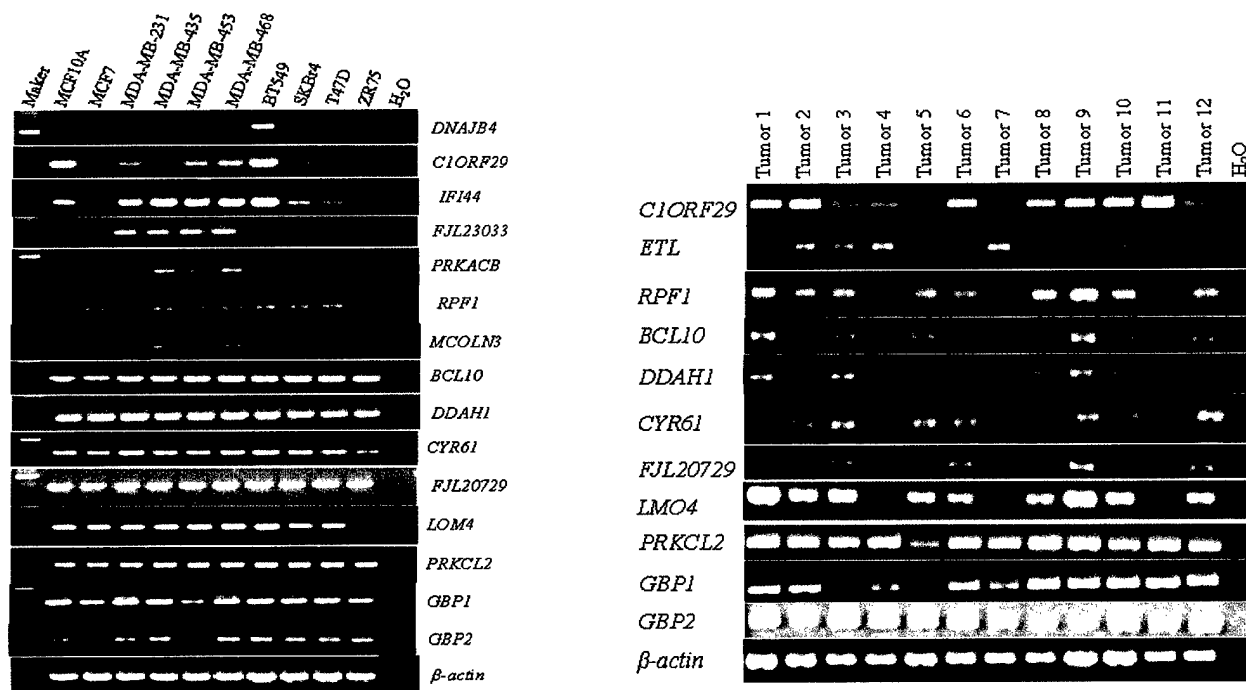 Maker
MCF10A
MCF7
MDA-MB-231
MDA-MB-435
MDA-MB-453
MDA-MB-468
BT549
SKBr4
T47D
ZR75
H₂O
DNAJB4
C1ORF29
IFI44
FJL23033
PRKACB
RPF1
MCOLN3
BCL10
DDAH1
CYR61
FJL20729
LOM4
PRKCL2
GBP1
GBP2
β-actin
Tumor 1
Tumor 2
Tumor 3
Tumor 4
Tumor 5
Tumor 6
Tumor 7
Tumor 8
Tumor 9
Tumor 10
Tumor 11
Tumor 12
H₂O
C1ORF29
ETL
RPF1
BCL10
DDAH1
CYR61
FJL20729
LMO4
PRKCL2
GBP1
GBP2
β-actin